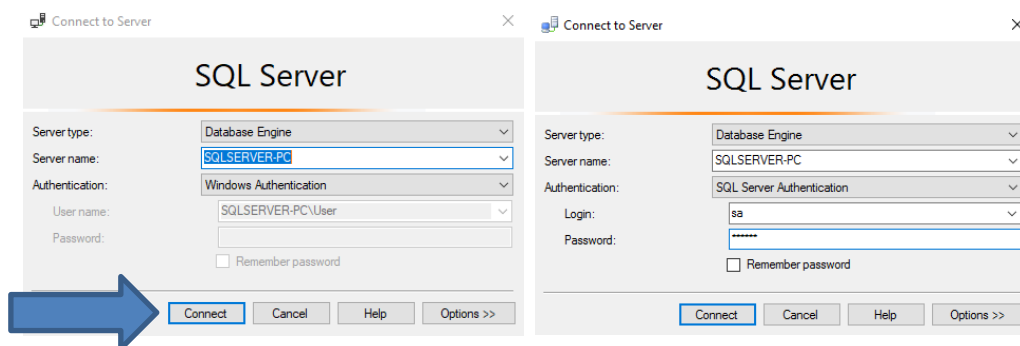 Connect to Server
SQL Server
Server type: Database Engine
Server name: SQLSERVER-PC
Authentication: Windows Authentication
User name: SQLSERVER-PC\User
Password:
Remember password
Connect Cancel Help Options >>
Connect to Server
SQL Server
Server type: Database Engine
Server name: SQLSERVER-PC
Authentication: SQL Server Authentication
Login: sa
Password: ******
Remember password
Connect Cancel Help Options >>